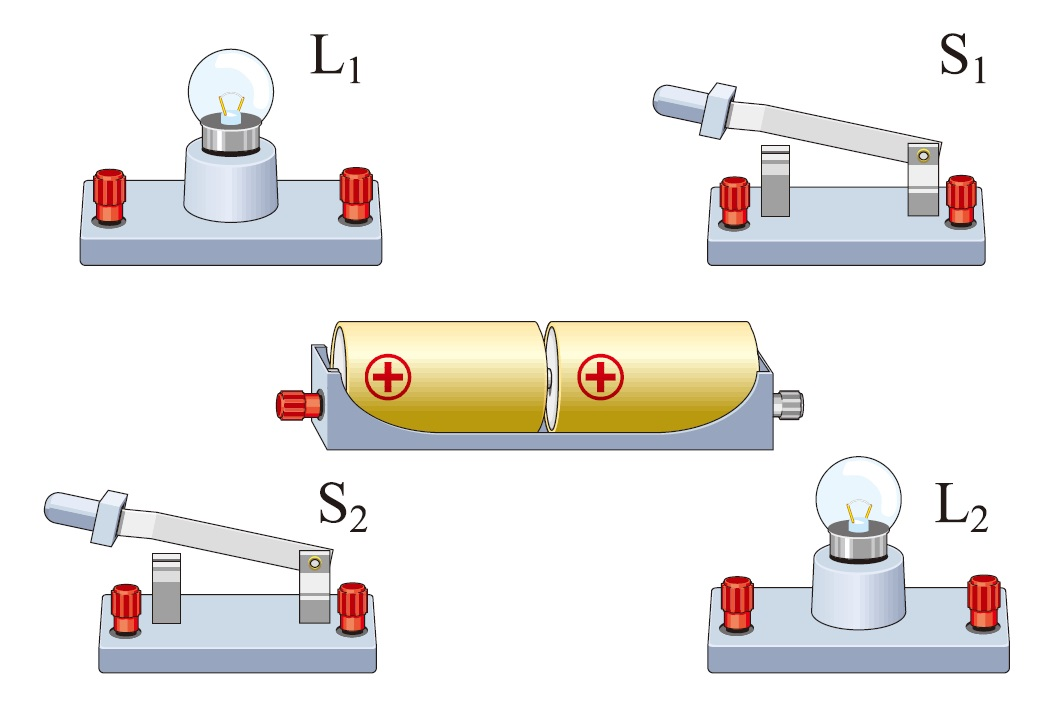 L₁
S₁
+ +
S₂
L₂